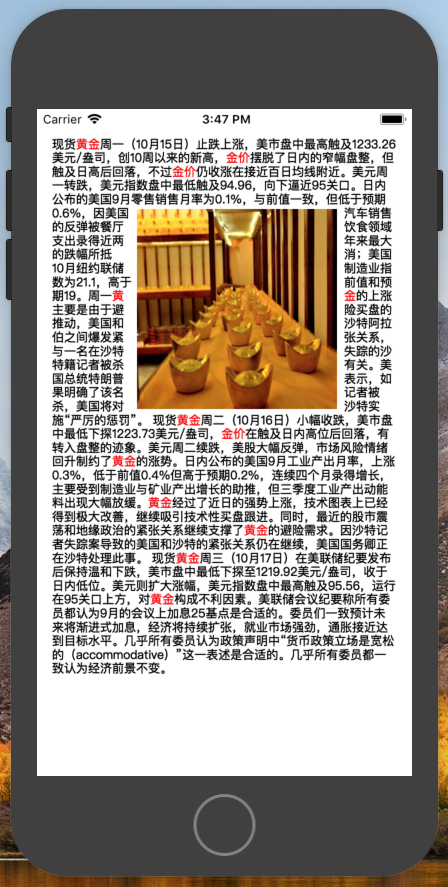 Carrier 3:47 PM
现货黄金周一（10月15日）止跌上涨，美市盘中最高触及1233.26
美元/盎司，创10周以来的新高，金价摆脱了日内的窄幅盘整，但
触及日高后回落，不过金价仍收涨在接近百日均线附近。美元周
一转跌，美元指数盘中最低触及94.96，向下逼近95关口。日内
公布的美国9月零售销售月率为0.1%，与前值一致，但低于预期
0.6%，因美国 汽车销售
的反弹被餐厅 饮食领域
支出录得近两 年来最大
的跌幅所抵 消；美国
10月纽约联储 制造业指
数为21.1，高于 前值和预
期19。周一黄 金的上涨
主要是由于避 险买盘的
推动，美国和 沙特阿拉
伯之间爆发紧 张关系，
与一名在沙特 失踪的沙
特籍记者被杀 有关。美
国总统特朗普 表示，如
果明确了该名 记者被
杀，美国将对 沙特实
施“严厉的惩罚”。 现货黄金周二（10月16日）小幅收跌，美市盘
中最低下探1223.73美元/盎司，金价在触及日内高位后回落，有
转入盘整的迹象。美元周二续跌，美股大幅反弹，市场风险情绪
回升制约了黄金的涨势。日内公布的美国9月工业产出月率，上涨
0.3%，低于前值0.4%但高于预期0.2%，连续四个月录得增长，
主要受到制造业与矿业产出增长的助推，但三季度工业产出动能
料出现大幅放缓。黄金经过了近日的强势上涨，技术图表上已经
得到极大改善，继续吸引技术性买盘跟进。同时，最近的股市震
荡和地缘政治的紧张关系继续支撑了黄金的避险需求。因沙特记
者失踪案导致的美国和沙特的紧张关系仍在继续，美国国务卿正
在沙特处理此事。 现货黄金周三（10月17日）在美联储纪要发布
后保持温和下跌，美市盘中最低下探至1219.92美元/盎司，收于
日内低位。美元则扩大涨幅，美元指数盘中最高触及95.56，运行
在95关口上方，对黄金构成不利因素。美联储会议纪要称所有委
员都认为9月的会议上加息25基点是合适的。委员们一致预计未
来将渐进式加息，经济将持续扩张，就业市场强劲，通胀接近达
到目标水平。几乎所有委员认为政策声明中“货币政策立场是宽松
的（accommodative）”这一表述是合适的。几乎所有委员都一
致认为经济前景不变。